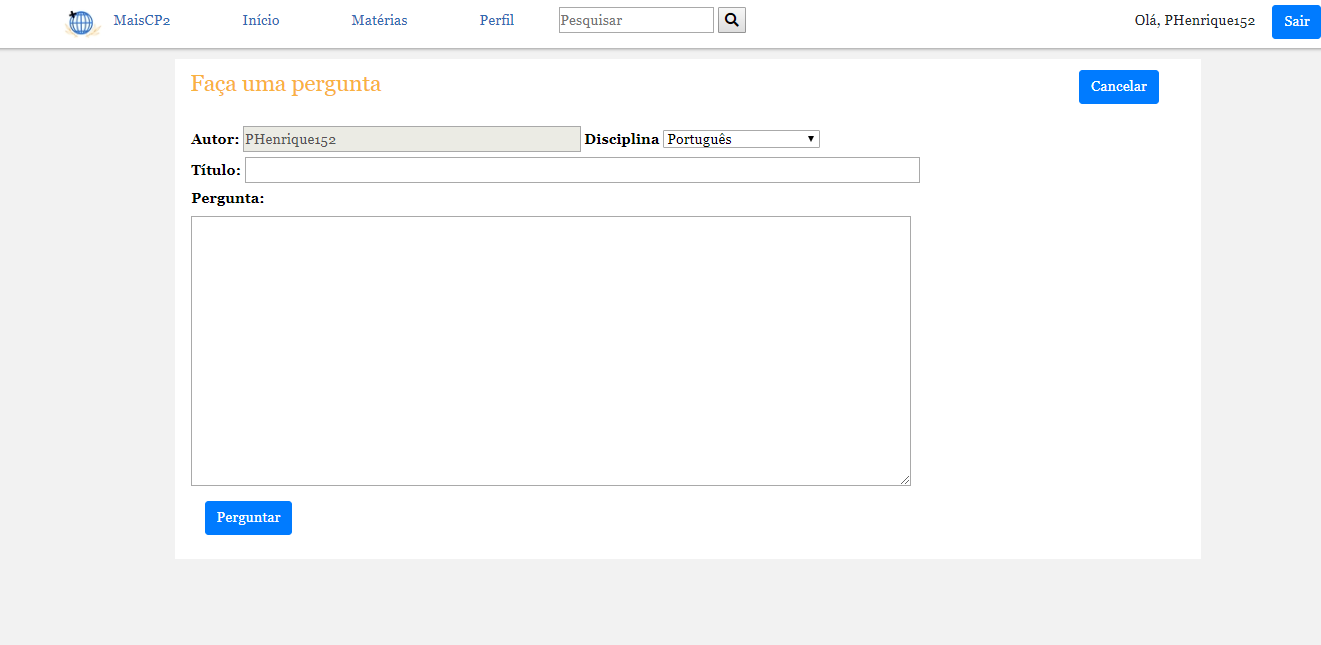 MaisCP2 Início Matérias Perfil Pesquisar Olá, PHenrique152 Sair
Faça uma pergunta Cancelar
Autor: PHenrique152 Disciplina Português
Título:
Pergunta:
Perguntar